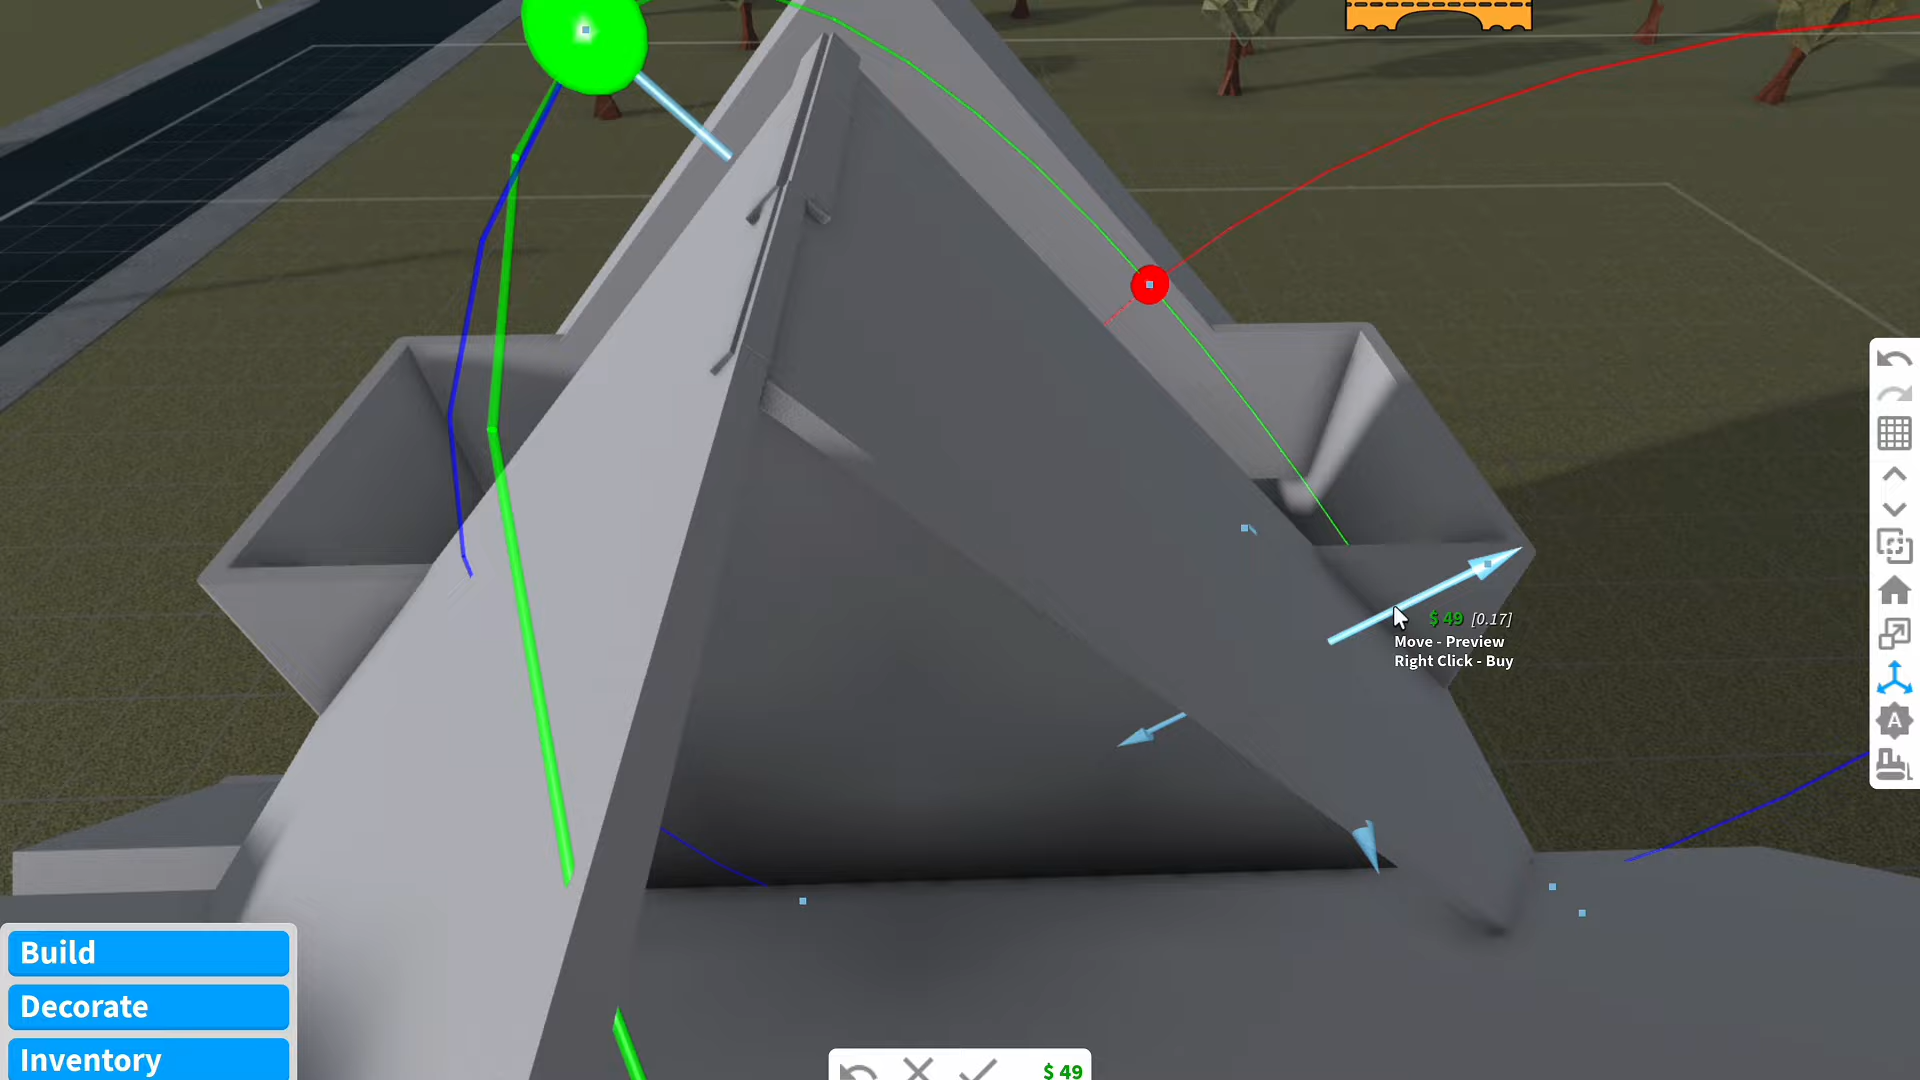 $ 49 [0.17]
Move - Preview
Right Click - Buy
A
Build
Decorate
Inventory
$ 49